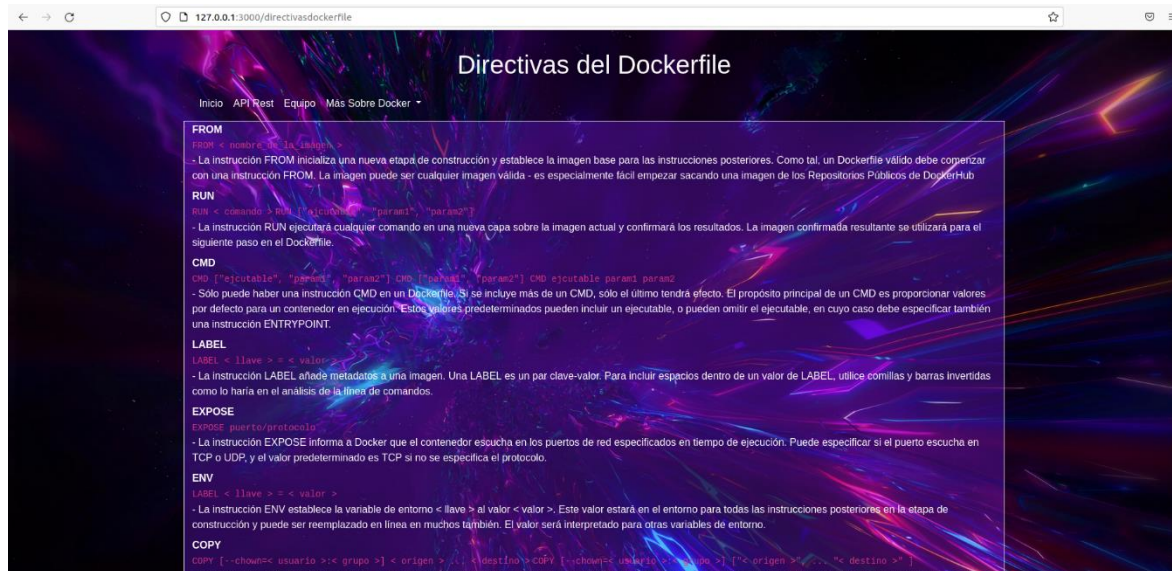 127.0.0.1:3000/directivasdockerfile
Directivas del Dockerfile
Inicio API Rest Equipo Más Sobre Docker
FROM
FROM < nombre_de_la_imagen >
- La instrucción FROM inicializa una nueva etapa de construcción y establece la imagen base para las instrucciones posteriores. Como tal, un Dockerfile válido debe comenzar
con una instrucción FROM. La imagen puede ser cualquier imagen válida - es especialmente fácil empezar sacando una imagen de los Repositorios Públicos de DockerHub
RUN
RUN < comando > RUN ["ejcutable", "param1", "param2"]
- La instrucción RUN ejecutará cualquier comando en una nueva capa sobre la imagen actual y confirmará los resultados. La imagen confirmada resultante se utilizará para el
siguiente paso en el Dockerfile.
CMD
CMD ["ejcutable", "param1", "param2"] CMD ["param1", "param2"] CMD ejcutable param1 param2
- Sólo puede haber una instrucción CMD en un Dockerfile. Si se incluye más de un CMD, sólo el último tendrá efecto. El propósito principal de un CMD es proporcionar valores
por defecto para un contenedor en ejecución. Estos valores predeterminados pueden incluir un ejecutable, o pueden omitir el ejecutable, en cuyo caso debe especificar también
una instrucción ENTRYPOINT.
LABEL
LABEL < llave > = < valor >
- La instrucción LABEL añade metadatos a una imagen. Una LABEL es un par clave-valor. Para incluir espacios dentro de un valor de LABEL, utilice comillas y barras invertidas
como lo haría en el análisis de la línea de comandos.
EXPOSE
EXPOSE puerto/protocolo
- La instrucción EXPOSE informa a Docker que el contenedor escucha en los puertos de red especificados en tiempo de ejecución. Puede especificar si el puerto escucha en
TCP o UDP, y el valor predeterminado es TCP si no se especifica el protocolo.
ENV
LABEL < llave > = < valor >
- La instrucción ENV establece la variable de entorno < llave > al valor < valor >. Este valor estará en el entorno para todas las instrucciones posteriores en la etapa de
construcción y puede ser reemplazado en línea en muchos también. El valor será interpretado para otras variables de entorno.
COPY
COPY [--chown=< usuario >:< grupo >] < origen > ... < destino > COPY [--chown=< usuario >:< grupo >] ["< origen >",... "< destino >" ]